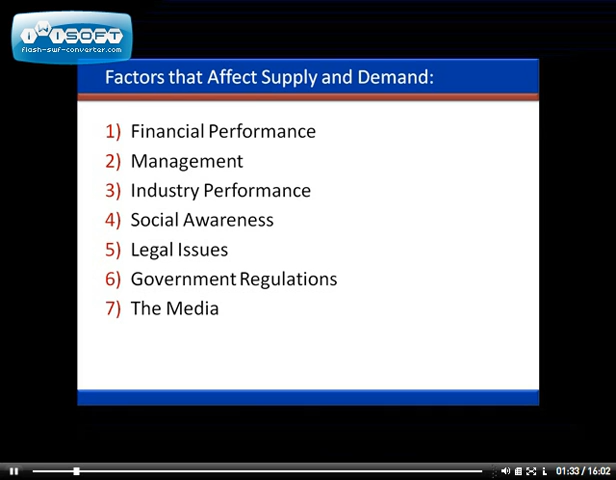 iWiSOFT
flash-swf-converter.com
Factors that Affect Supply and Demand:
1) Financial Performance
2) Management
3) Industry Performance
4) Social Awareness
5) Legal Issues
6) Government Regulations
7) The Media
01:33 / 16:02